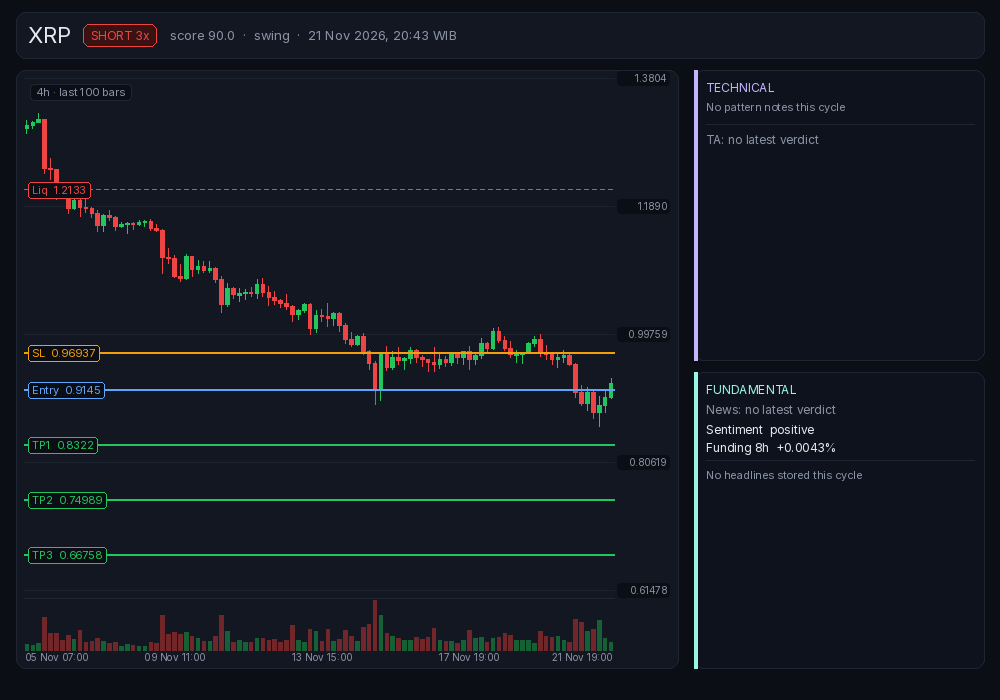 XRP SHORT 3x score 90.0 · swing · 21 Nov 2026, 20:43 WIB
4h · last 100 bars
1.3804
Liq 1.2133
1.1890
0.99759
SL 0.96937
Entry 0.9145
TP1 0.8322
0.80619
TP2 0.74989
TP3 0.66758
0.61478
05 Nov 07:00 09 Nov 11:00 13 Nov 15:00 17 Nov 19:00 21 Nov 19:00
TECHNICAL
No pattern notes this cycle
TA: no latest verdict
FUNDAMENTAL
News: no latest verdict
Sentiment positive
Funding 8h +0.0043%
No headlines stored this cycle